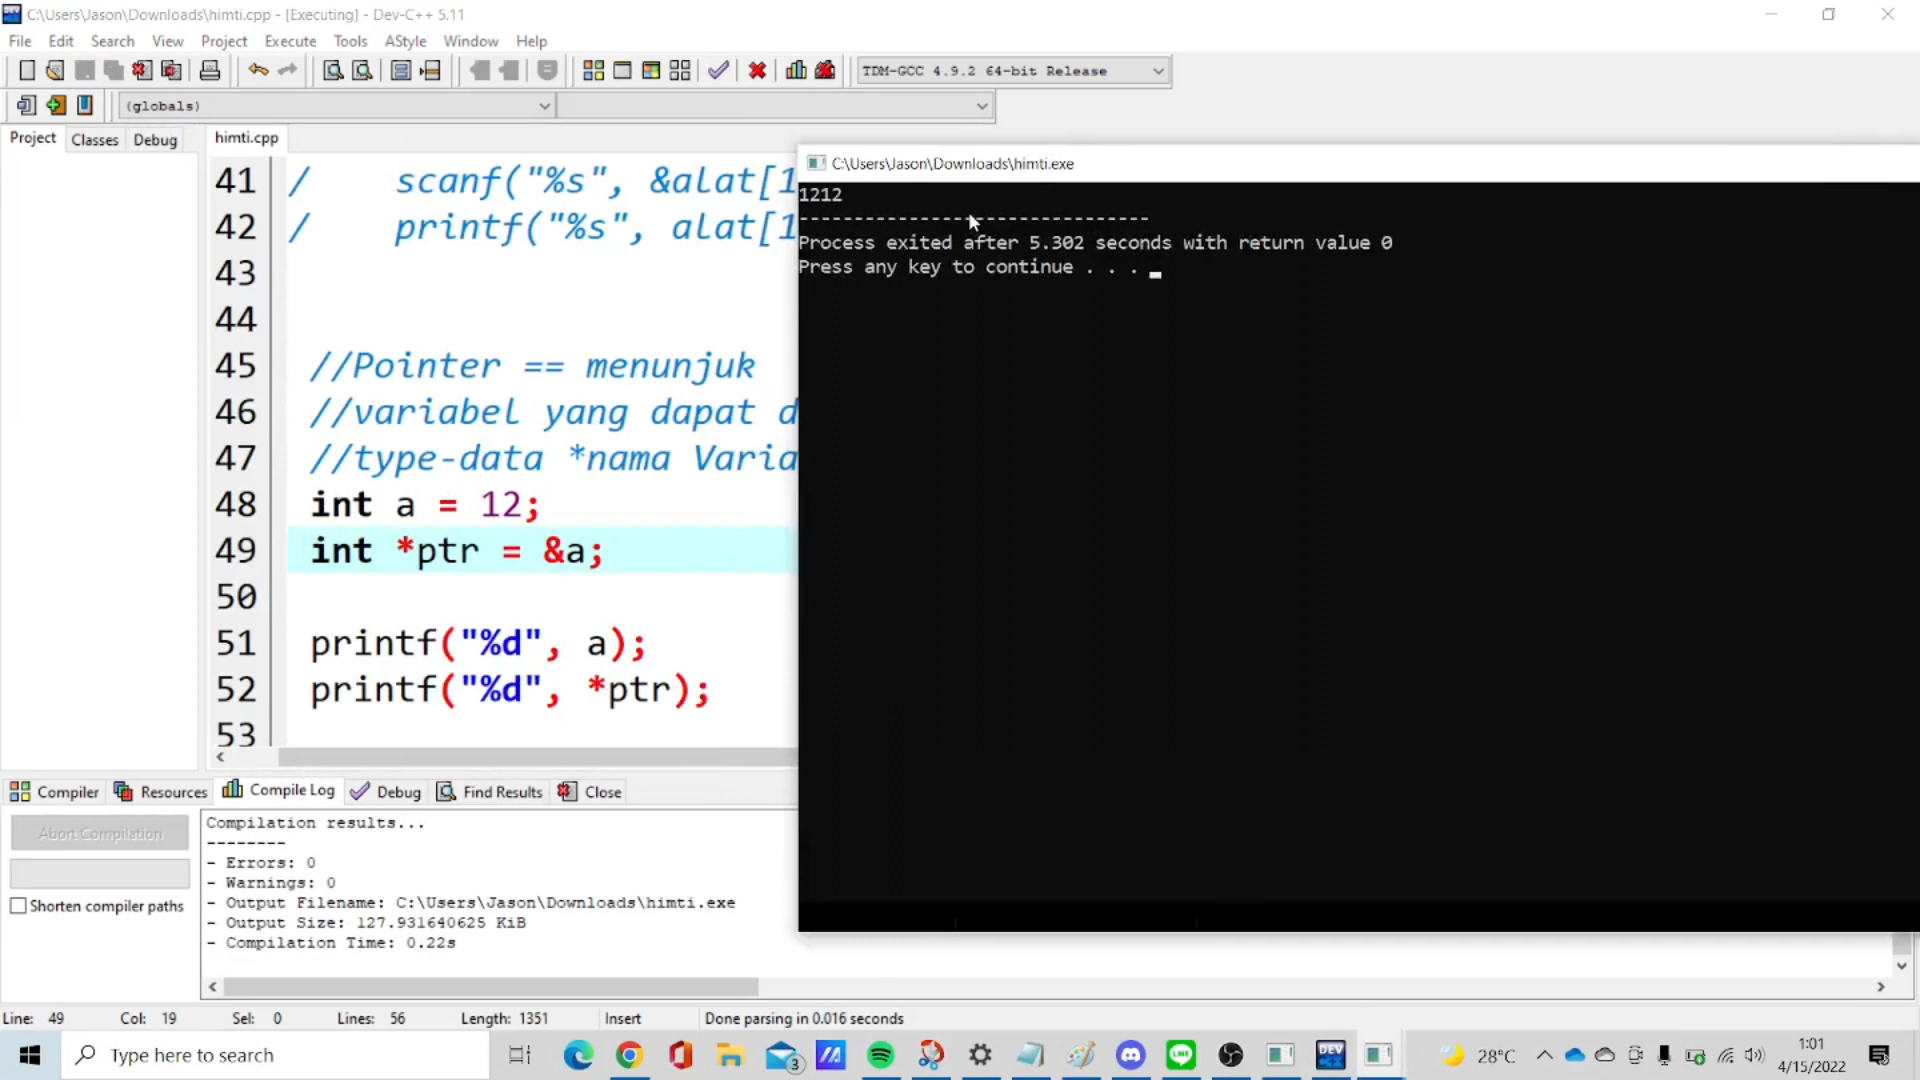 C:\Users\Jason\Downloads\himti.cpp - [Executing] - Dev-C++ 5.11
File Edit Search View Project Execute Tools AStyle Window Help
TDM-GCC 4.9.2 64-bit Release
(globals)
Project Classes Debug himti.cpp
41 / scanf("%s", &alat[1
42 / printf("%s", alat[1
43
44
45 //Pointer == menunjuk
46 //variabel yang dapat d
47 //type-data *nama Varia
48 int a = 12;
49 int *ptr = &a;
50
51 printf("%d", a);
52 printf("%d", *ptr);
53
C:\Users\Jason\Downloads\himti.exe
1212
--------------------------------
Process exited after 5.302 seconds with return value 0
Press any key to continue . . .
Compiler Resources Compile Log Debug Find Results Close
Abort Compilation
Shorten compiler paths
Compilation results...
--------
- Errors: 0
- Warnings: 0
- Output Filename: C:\Users\Jason\Downloads\himti.exe
- Output Size: 127.931640625 KiB
- Compilation Time: 0.22s
Line: 49 Col: 19 Sel: 0 Lines: 56 Length: 1351 Insert Done parsing in 0.016 seconds
Type here to search
3
LINE
DEV
28°C
1:01
4/15/2022